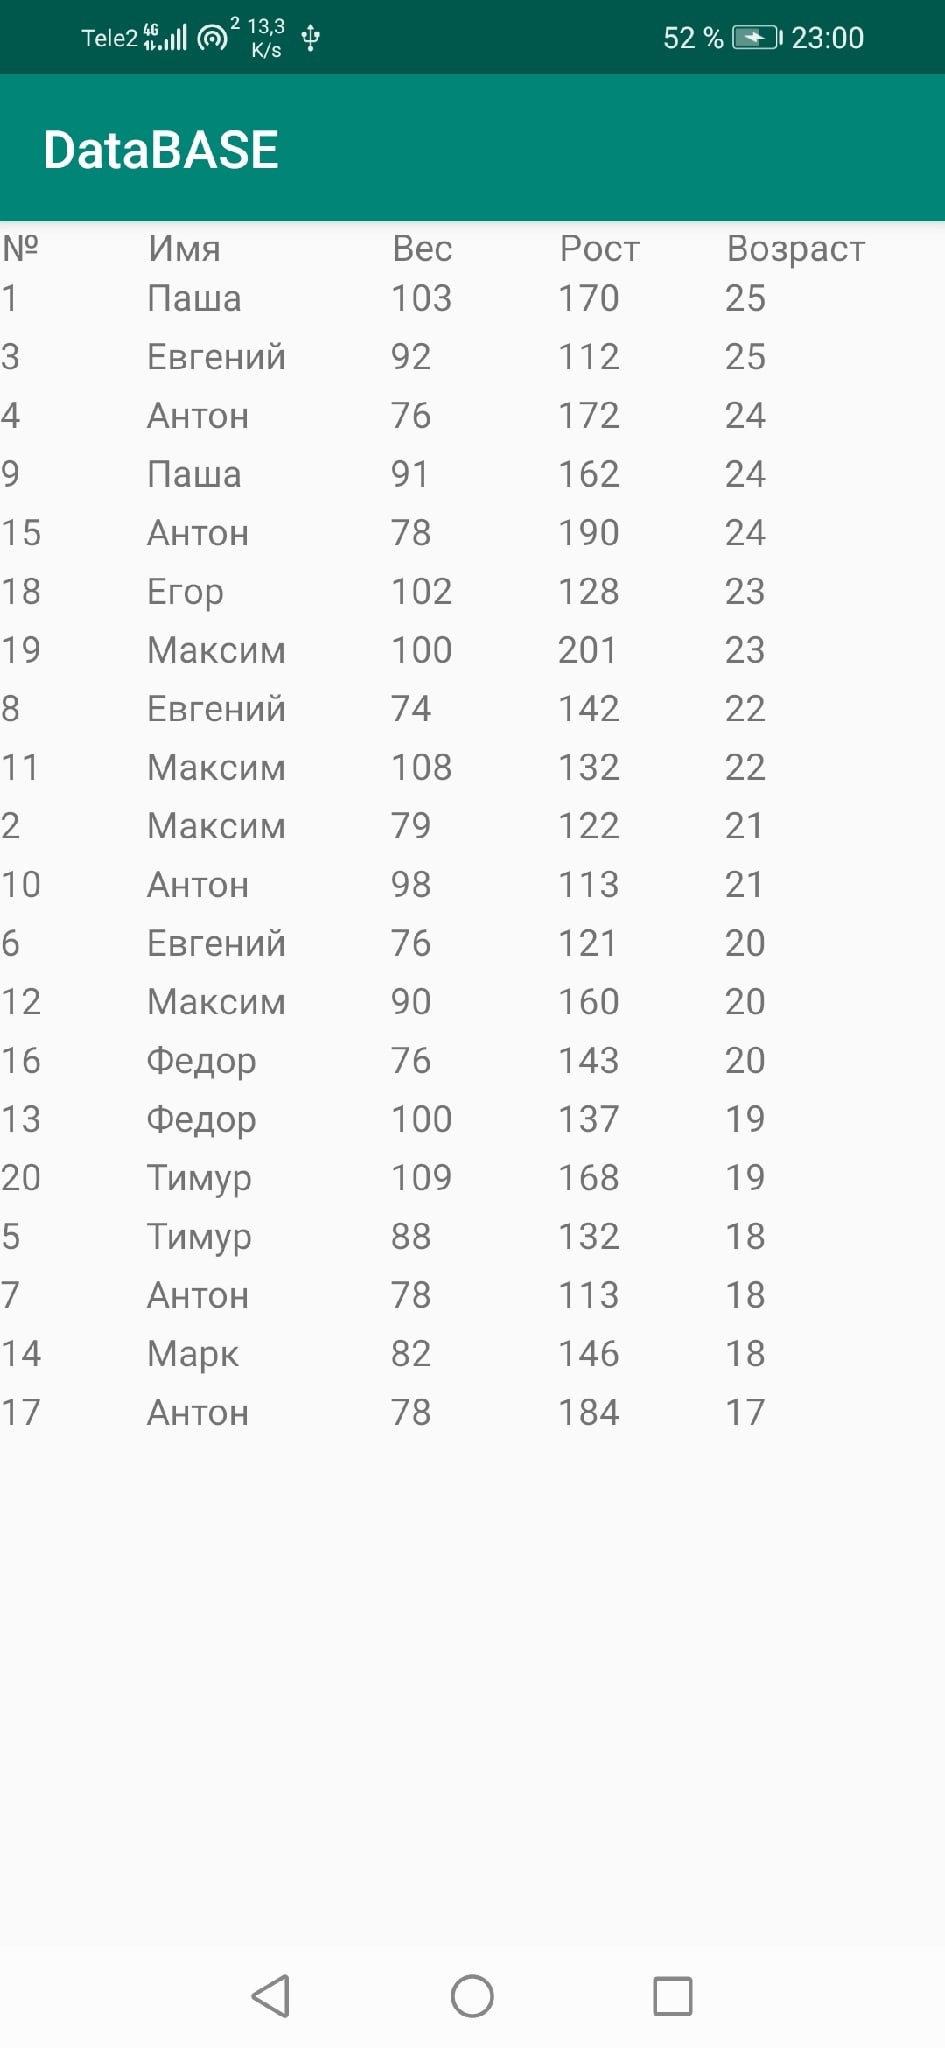 Tele2 4G 2 13,3 K/s 52 % 23:00
DataBASE
№ Имя Вес Рост Возраст
1 Паша 103 170 25
3 Евгений 92 112 25
4 Антон 76 172 24
9 Паша 91 162 24
15 Антон 78 190 24
18 Егор 102 128 23
19 Максим 100 201 23
8 Евгений 74 142 22
11 Максим 108 132 22
2 Максим 79 122 21
10 Антон 98 113 21
6 Евгений 76 121 20
12 Максим 90 160 20
16 Федор 76 143 20
13 Федор 100 137 19
20 Тимур 109 168 19
5 Тимур 88 132 18
7 Антон 78 113 18
14 Марк 82 146 18
17 Антон 78 184 17